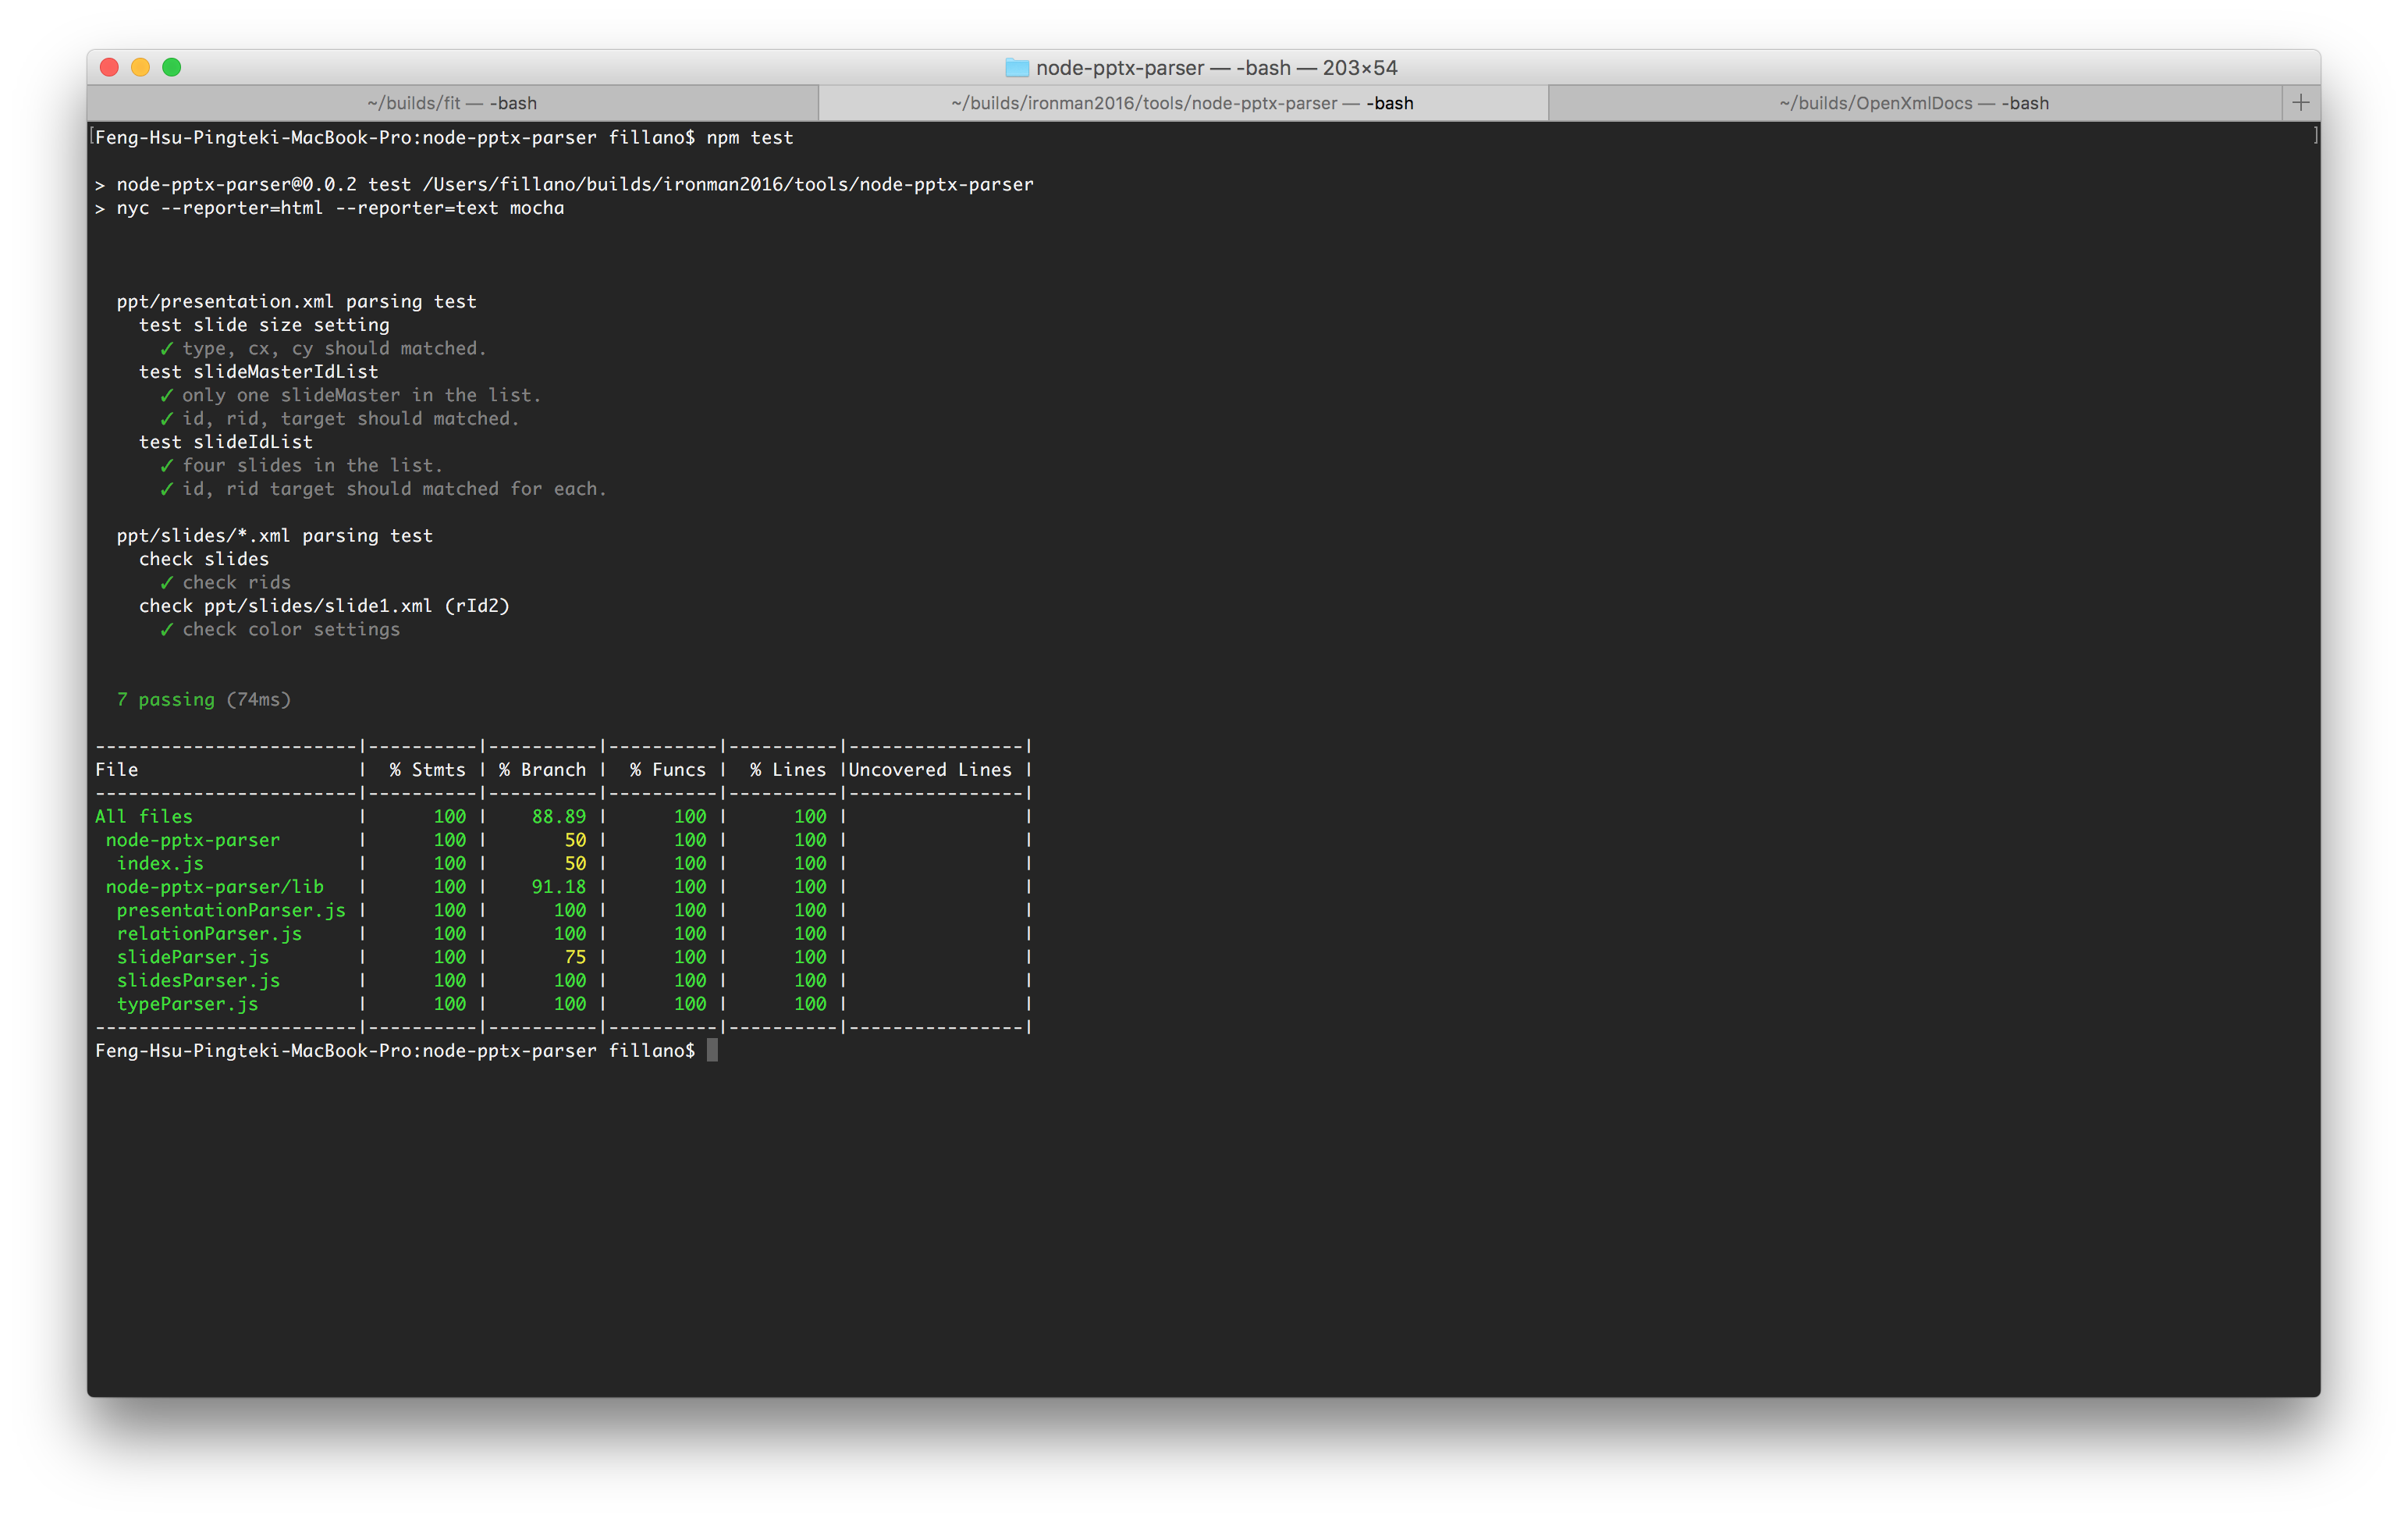 node-pptx-parser — -bash — 203×54
~/builds/fit — -bash
~/builds/ironman2016/tools/node-pptx-parser — -bash
~/builds/OpenXmlDocs — -bash
+
[Feng-Hsu-Pingteki-MacBook-Pro:node-pptx-parser fillano$ npm test ]
> node-pptx-parser@0.0.2 test /Users/fillano/builds/ironman2016/tools/node-pptx-parser
> nyc --reporter=html --reporter=text mocha
ppt/presentation.xml parsing test
test slide size setting
✓ type, cx, cy should matched.
test slideMasterIdList
✓ only one slideMaster in the list.
✓ id, rid, target should matched.
test slideIdList
✓ four slides in the list.
✓ id, rid target should matched for each.
ppt/slides/*.xml parsing test
check slides
✓ check rids
check ppt/slides/slide1.xml (rId2)
✓ check color settings
7 passing (74ms)
------------------------|----------|----------|----------|----------|----------------|
File                    |  % Stmts | % Branch |  % Funcs |  % Lines |Uncovered Lines |
------------------------|----------|----------|----------|----------|----------------|
All files               |      100 |    88.89 |      100 |      100 |                |
 node-pptx-parser       |      100 |       50 |      100 |      100 |                |
  index.js              |      100 |       50 |      100 |      100 |                |
 node-pptx-parser/lib   |      100 |    91.18 |      100 |      100 |                |
  presentationParser.js |      100 |      100 |      100 |      100 |                |
  relationParser.js     |      100 |      100 |      100 |      100 |                |
  slideParser.js        |      100 |       75 |      100 |      100 |                |
  slidesParser.js       |      100 |      100 |      100 |      100 |                |
  typeParser.js         |      100 |      100 |      100 |      100 |                |
------------------------|----------|----------|----------|----------|----------------|
Feng-Hsu-Pingteki-MacBook-Pro:node-pptx-parser fillano$